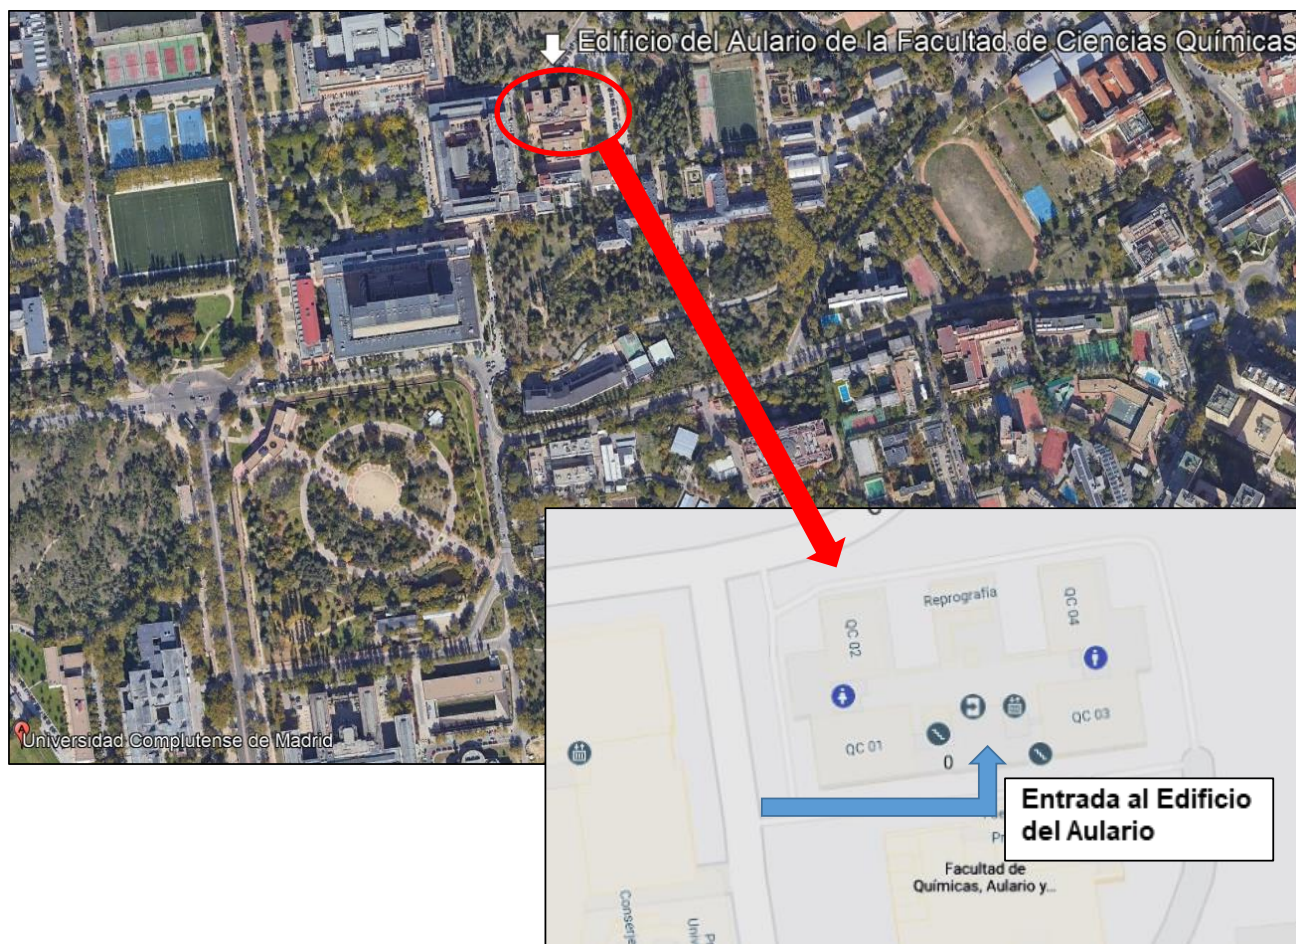 Edificio del Aulario de la Facultad de Ciencias Químicas
A
Universidad Complutense de Madrid
Reprografía
QC 02
QC 04
QC 03
QC 01
0
Entrada al Edificio
del Aulario
Facultad de
Químicas, Aulario y...